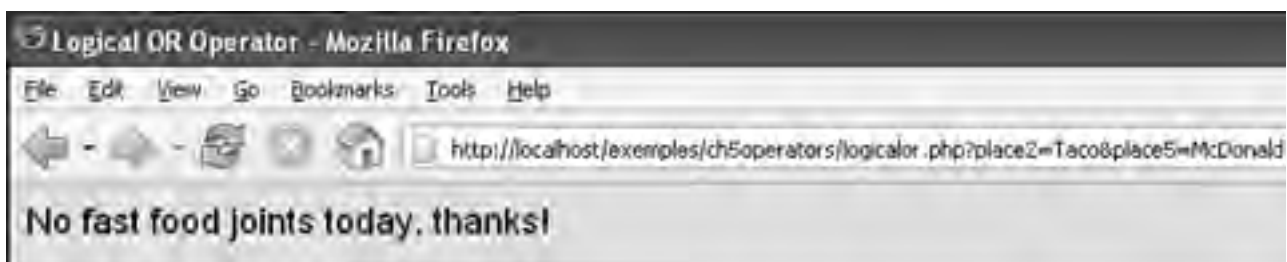 Logical OR Operator - Mozilla Firefox
File Edit View Go Bookmarks Tools Help
http://localhost/exemples/ch5operators/logicalor.php?place2=Taco&place5=McDonald
No fast food joints today, thanks!